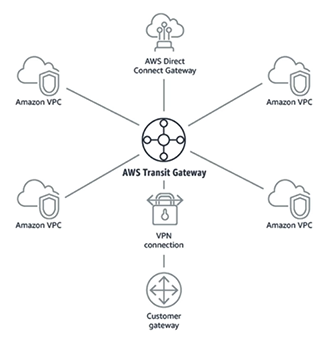 AWS Direct
Connect Gateway
Amazon VPC
Amazon VPC
AWS Transit Gateway
Amazon VPC
Amazon VPC
VPN
connection
Customer
gateway